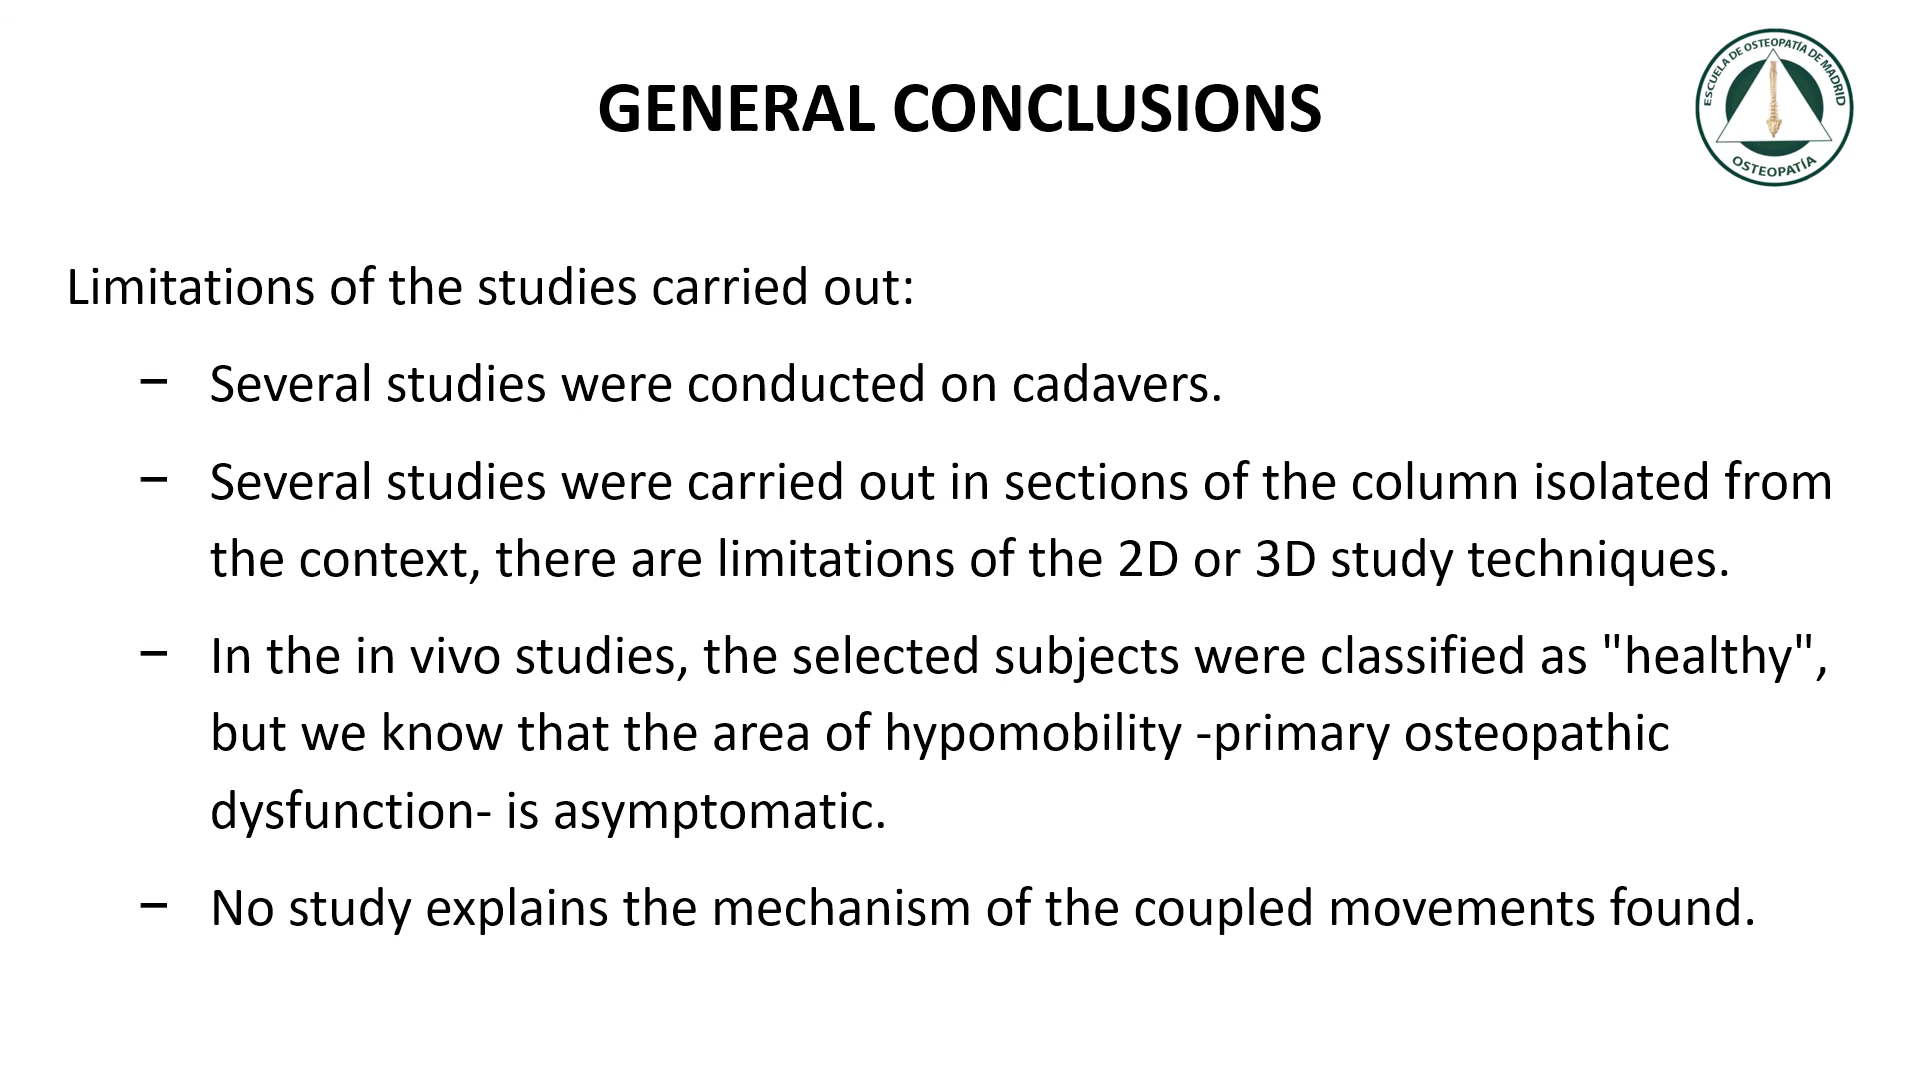 GENERAL CONCLUSIONS
ESCUELA DE OSTEOPATÍA DE MADRID
OSTEOPATÍA
Limitations of the studies carried out:
− Several studies were conducted on cadavers.
− Several studies were carried out in sections of the column isolated from
the context, there are limitations of the 2D or 3D study techniques.
− In the in vivo studies, the selected subjects were classified as "healthy",
but we know that the area of hypomobility -primary osteopathic
dysfunction- is asymptomatic.
− No study explains the mechanism of the coupled movements found.